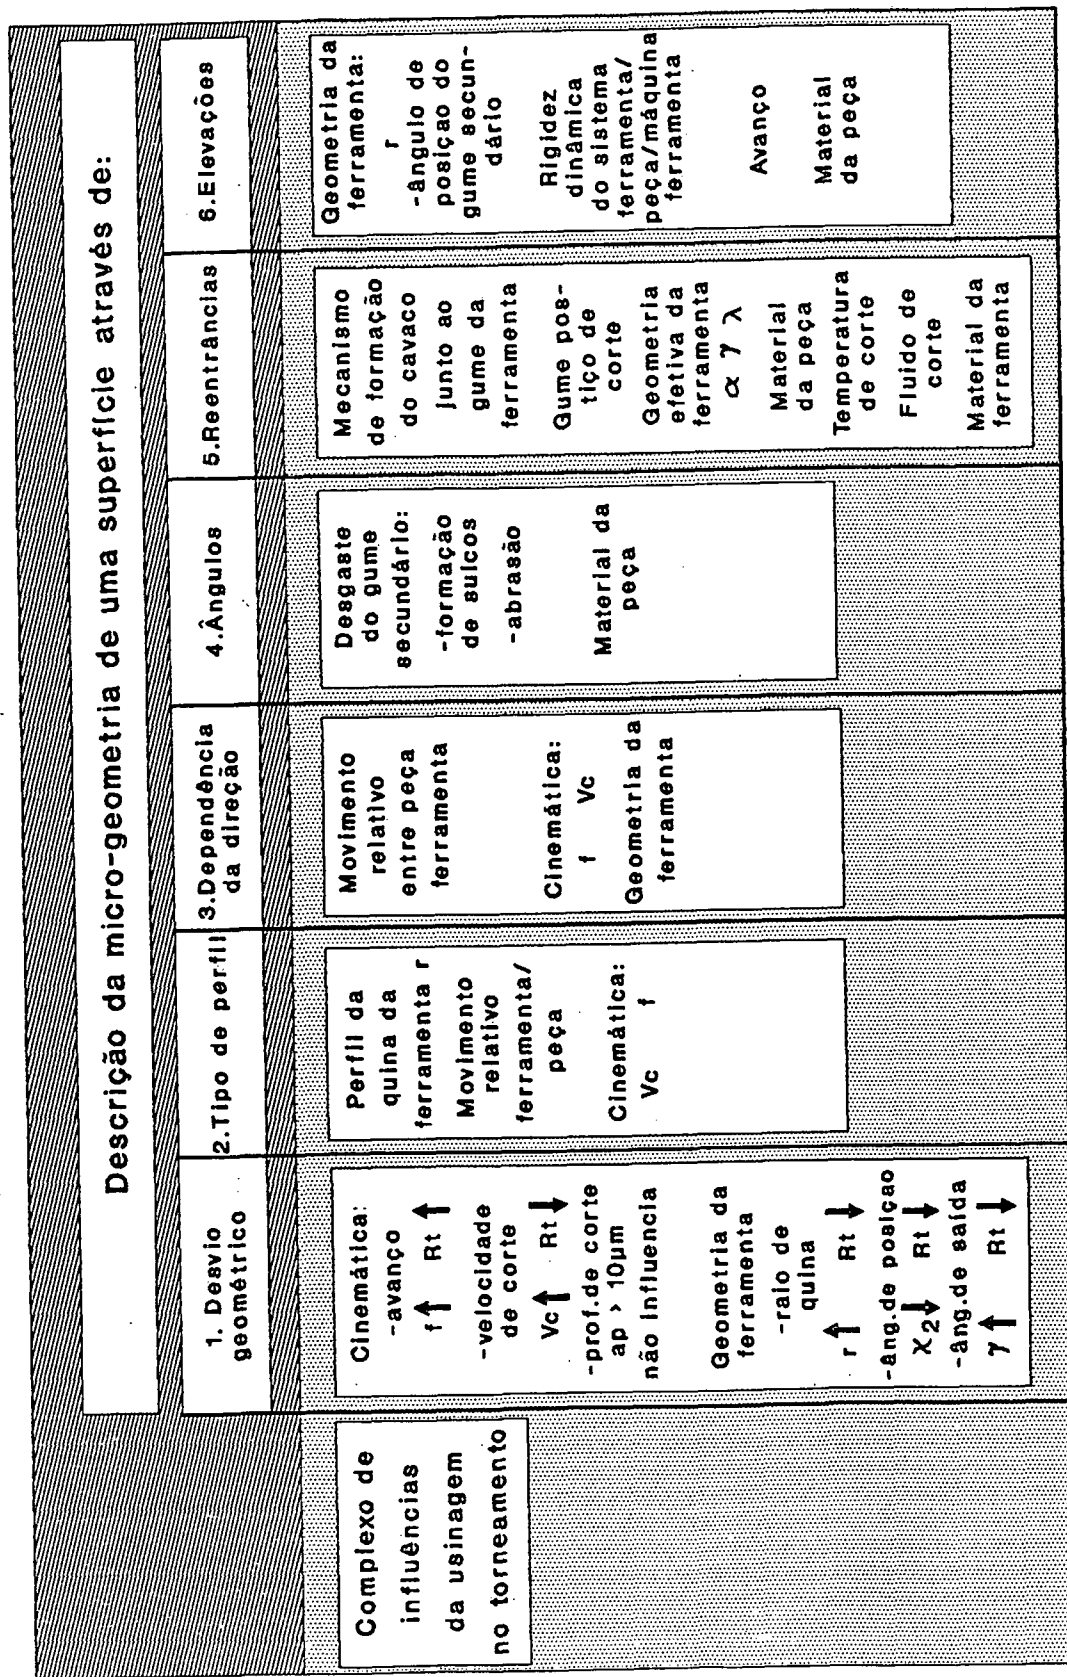 Descrição da micro-geometria de uma superfície através de:
1. Desvio
geométrico
2.Tipo de perfil
3.Dependência
da direção
4.Ângulos
5.Reentrâncias
6.Elevações
Complexo de
influências
da usinagem
no torneamento
Cinemática:
-avanço
f↑ Rt↑
-velocidade
de corte
Vc↑ Rt↓
-prof.de corte
ap > 10µm
não influencia
Geometria da
ferramenta
-raio de
quina
r↑ Rt↓
-âng.de posiçao
χ2↓ Rt↓
-âng.de saída
γ↑ Rt↓
Perfil da
quina da
ferramenta r
Movimento
relativo
ferramenta/
peça
Cinemática:
Vc f
Movimento
relativo
entre peça
ferramenta
Cinemática:
f Vc
Geometria da
ferramenta
Desgaste
do gume
secundário:
-formação
de sulcos
-abrasão
Material da
peça
Mecanismo
de formação
do cavaco
junto ao
gume da
ferramenta
Gume pos-
tiço de
corte
Geometria
efetiva da
ferramenta
α γ λ
Material
da peça
Temperatura
de corte
Fluido de
corte
Material da
ferramenta
Geometria da
ferramenta:
r
-ângulo de
posiçao do
gume secun-
dário
Rigidez
dinâmica
do sistema
ferramenta/
peça/máquina
ferramenta
Avanço
Material
da peça